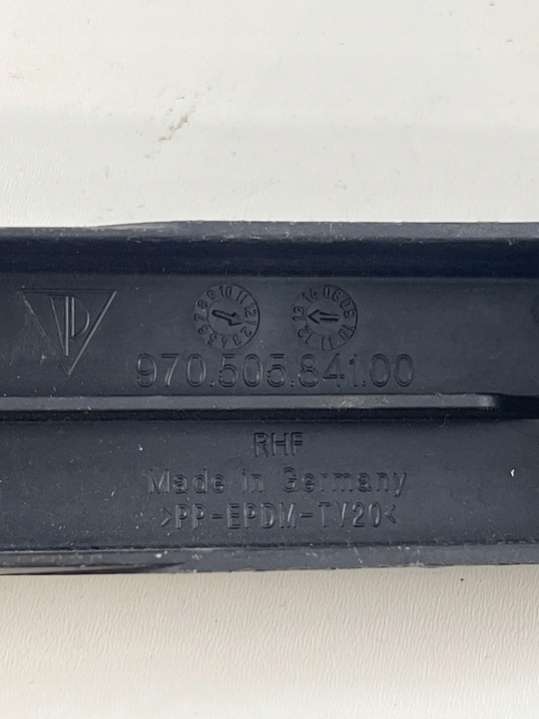 970.505.841.00
RHF
Made in Germany
>PP-EPDM-TV20<